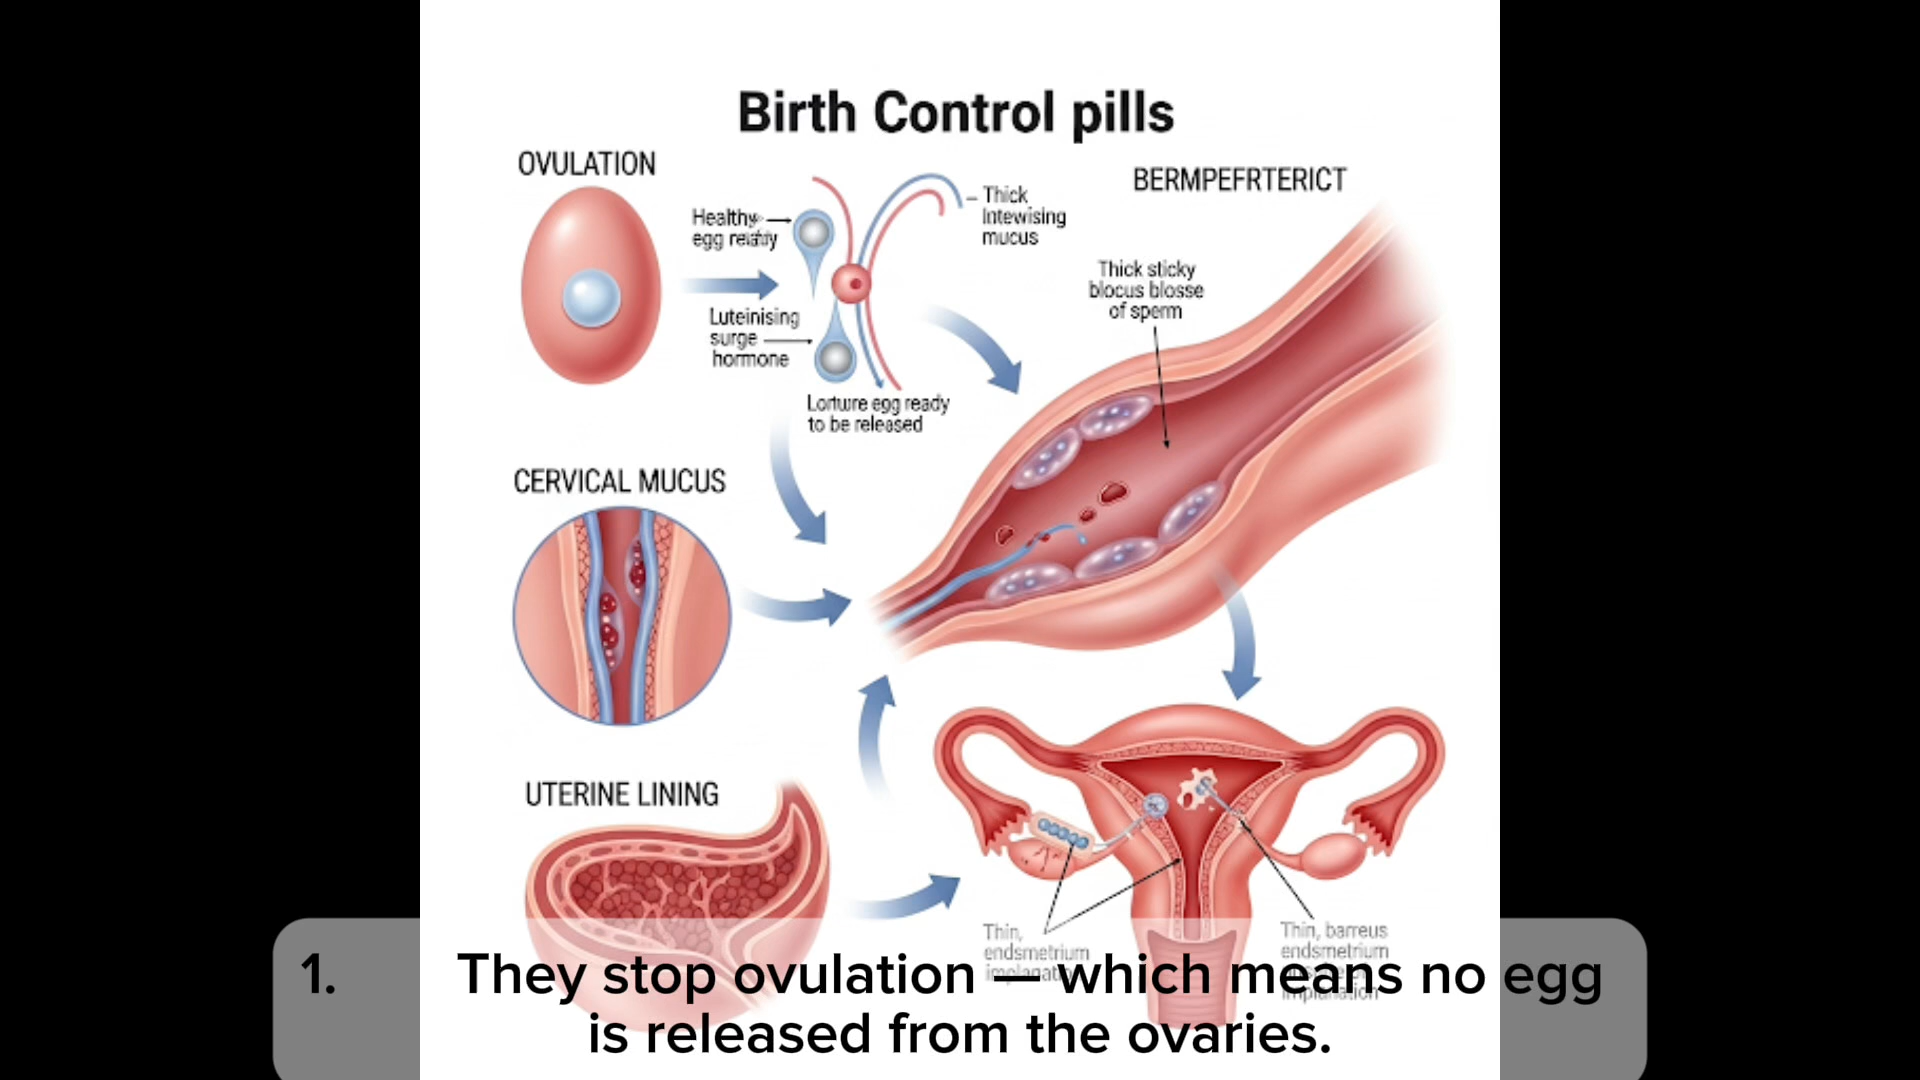 Birth Control pills
OVULATION
BERMPEFRTERICT
Healthy
egg
Thick
Intewising
mucus
Thick sticky
blocus blosse
of sperm
Luteinising
surge
hormone
Lorture egg ready
to be released
CERVICAL MUCUS
UTERINE LINING
Thin,
endsmetrium
Thin, barreus
endsmetrium
1. They stop ovulation — which means no egg
is released from the ovaries.